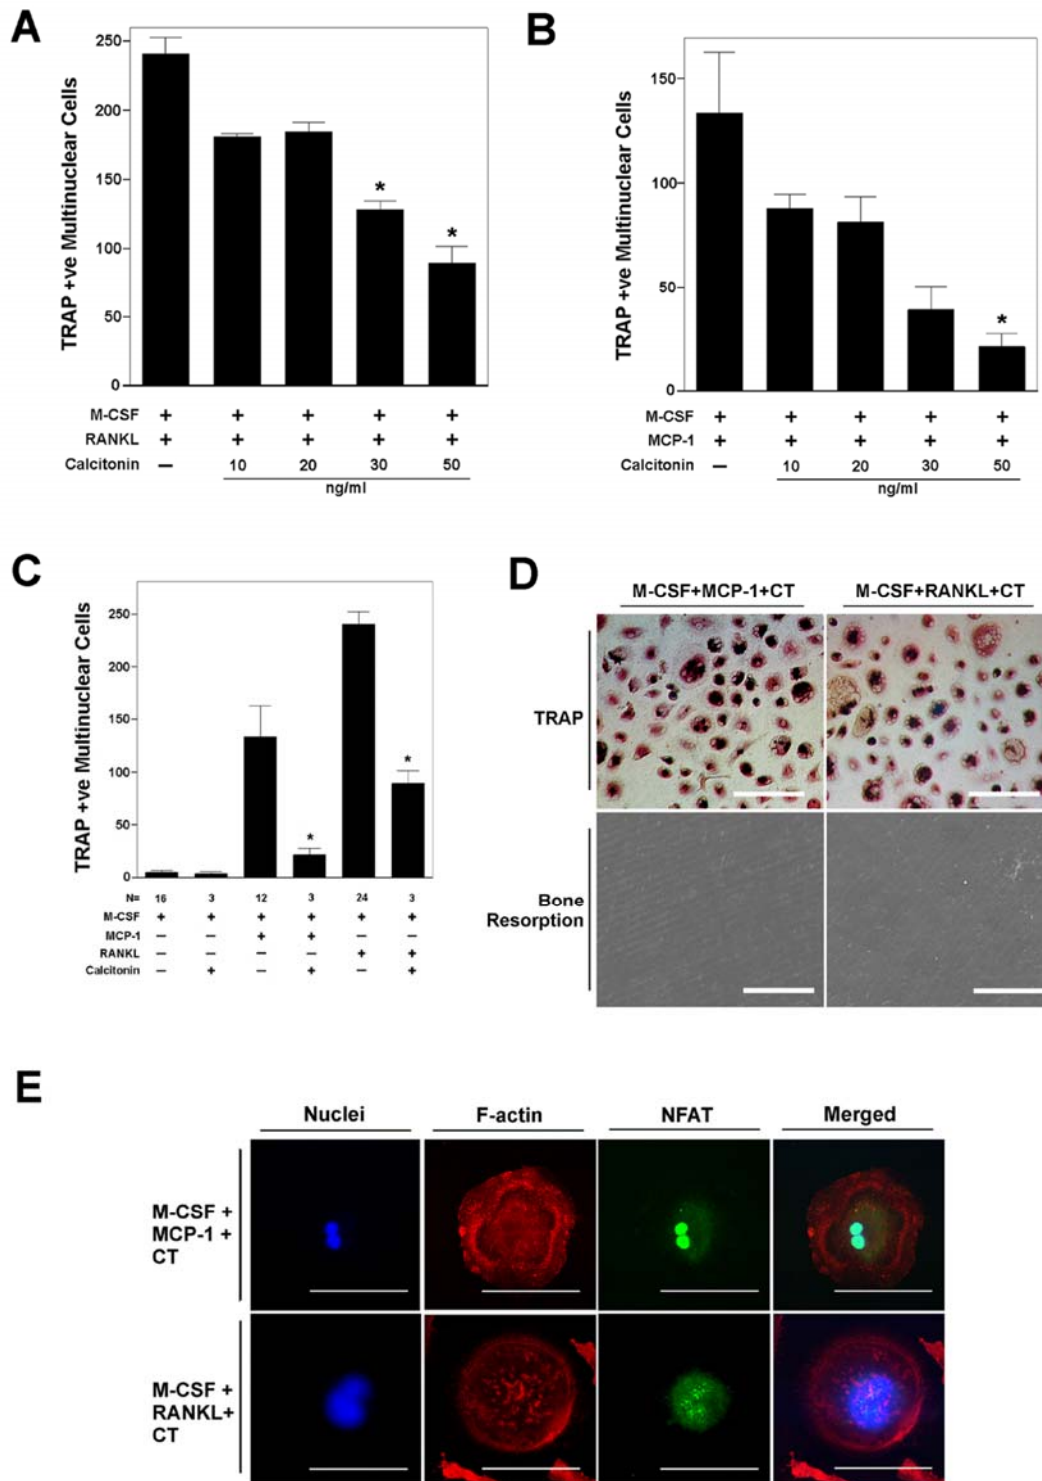 A
TRAP +ve Multinuclear Cells
250
200
150
100
50
0
*
*
M-CSF + + + + +
RANKL + + + + +
Calcitonin – 10 20 30 50
ng/ml
B
TRAP +ve Multinuclear Cells
150
100
50
0
*
M-CSF + + + + +
MCP-1 + + + + +
Calcitonin – 10 20 30 50
ng/ml
C
TRAP +ve Multinuclear Cells
250
200
150
100
50
0
*
*
N= 16 3 12 3 24 3
M-CSF + + + + + +
MCP-1 – – + + – –
RANKL – – – – + +
Calcitonin – + – + – +
D
M-CSF+MCP-1+CT M-CSF+RANKL+CT
TRAP
Bone
Resorption
E
Nuclei F-actin NFAT Merged
M-CSF +
MCP-1 +
CT
M-CSF +
RANKL+
CT